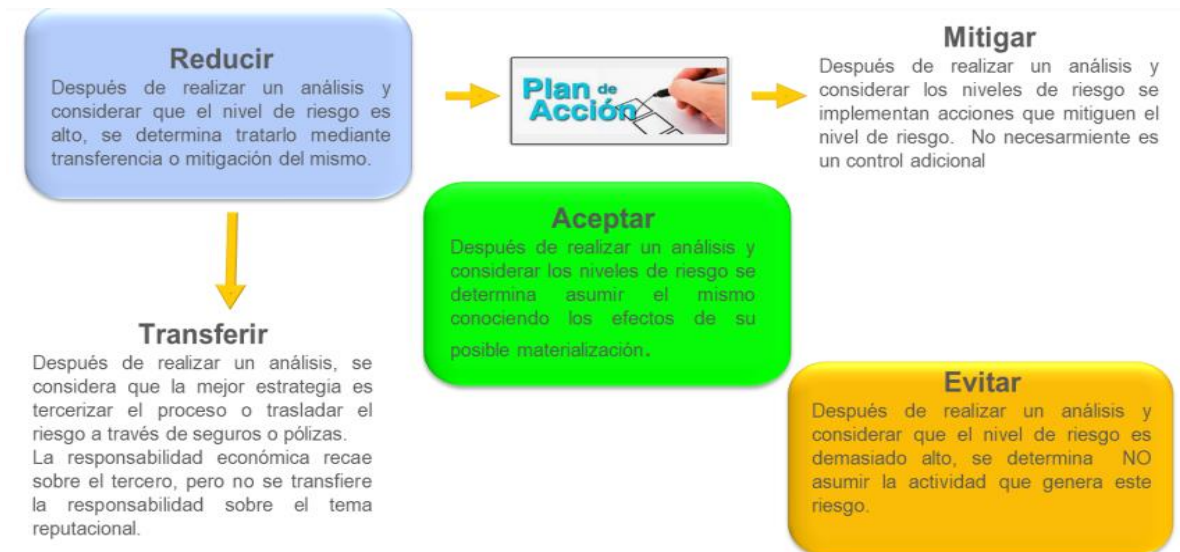 Reducir
Después de realizar un análisis y
considerar que el nivel de riesgo es
alto, se determina tratarlo mediante
transferencia o mitigación del mismo.
Plan de
Acción
Mitigar
Después de realizar un análisis y
considerar los niveles de riesgo se
implementan acciones que mitiguen el
nivel de riesgo. No necesarmiente es
un control adicional
Aceptar
Después de realizar un análisis y
considerar los niveles de riesgo se
determina asumir el mismo
conociendo los efectos de su
posible materialización.
Transferir
Después de realizar un análisis, se
considera que la mejor estrategia es
tercerizar el proceso o trasladar el
riesgo a través de seguros o pólizas.
La responsabilidad económica recae
sobre el tercero, pero no se transfiere
la responsabilidad sobre el tema
reputacional.
Evitar
Después de realizar un análisis y
considerar que el nivel de riesgo es
demasiado alto, se determina NO
asumir la actividad que genera este
riesgo.